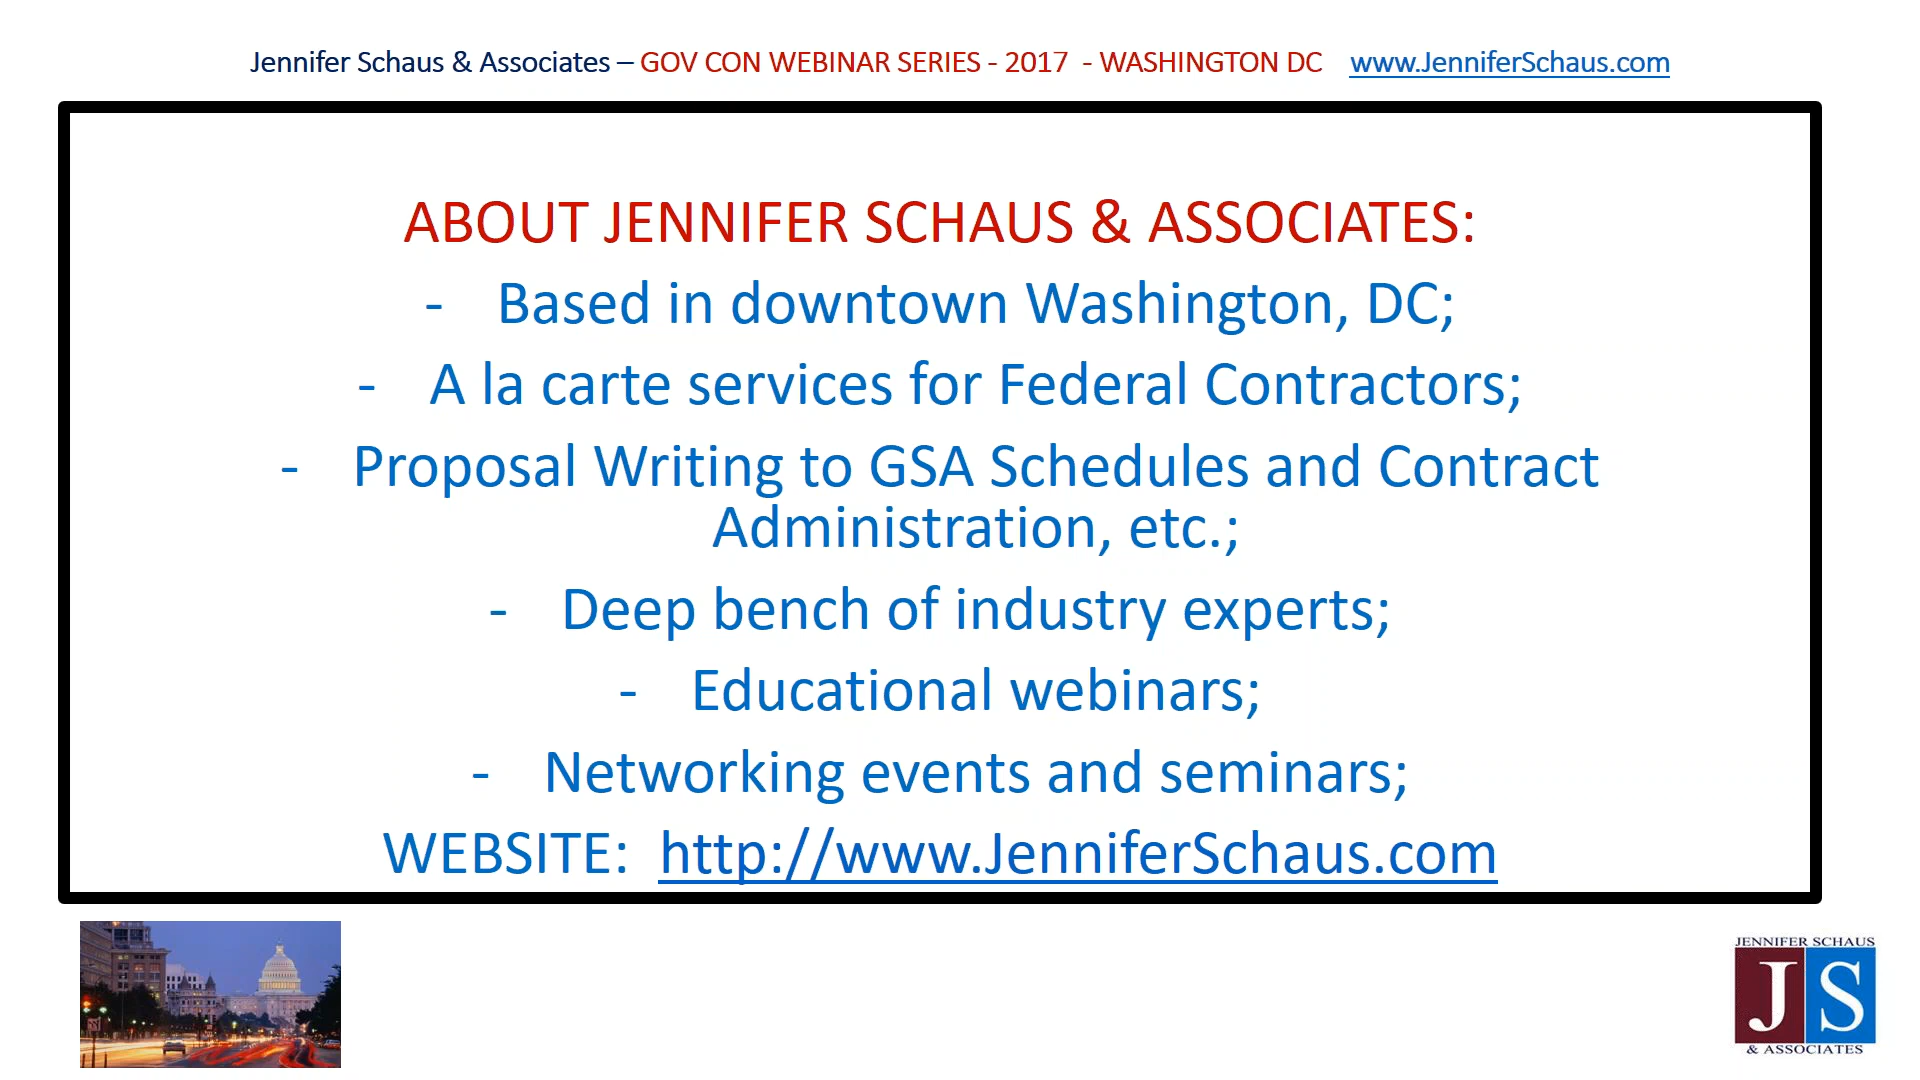 Jennifer Schaus & Associates – GOV CON WEBINAR SERIES - 2017 - WASHINGTON DC www.JenniferSchaus.com
ABOUT JENNIFER SCHAUS & ASSOCIATES:
- Based in downtown Washington, DC;
- A la carte services for Federal Contractors;
- Proposal Writing to GSA Schedules and Contract
Administration, etc.;
- Deep bench of industry experts;
- Educational webinars;
- Networking events and seminars;
WEBSITE: http://www.JenniferSchaus.com
JENNIFER SCHAUS
JS
& ASSOCIATES